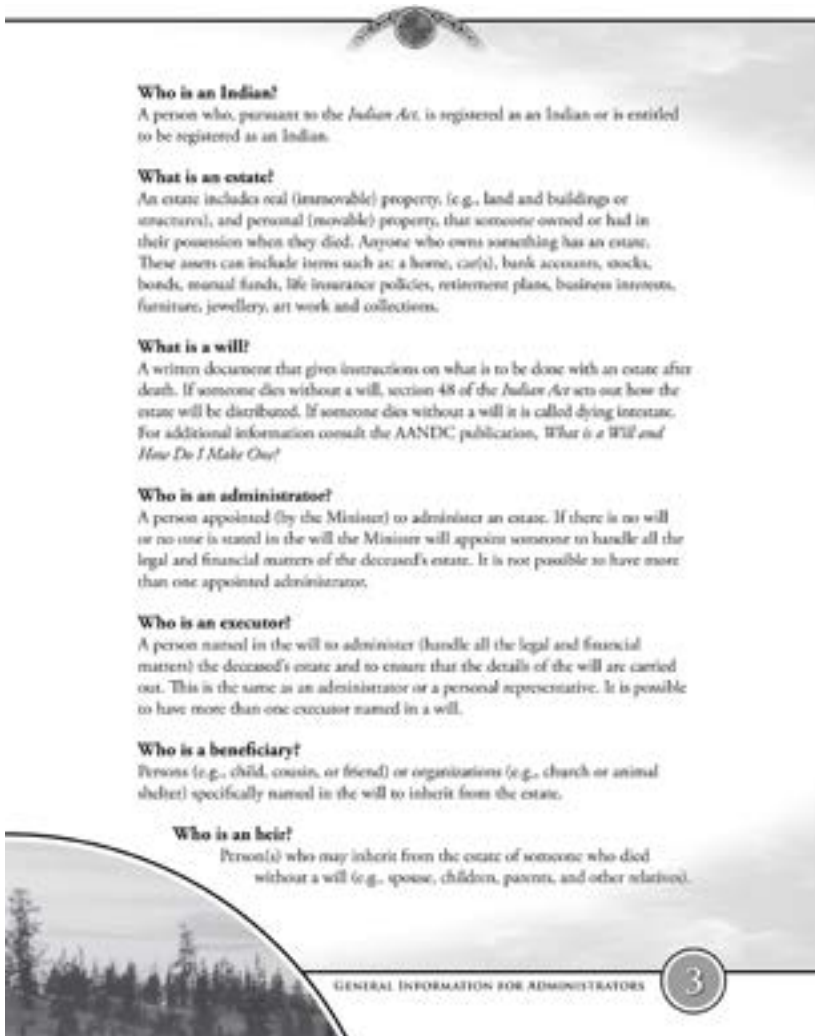 Who is an Indian?
A person who, pursuant to the Indian Act, is registered as an Indian or is entitled
to be registered as an Indian.
What is an estate?
An estate includes real (immovable) property, (e.g., land and buildings or
structures), and personal (movable) property, that someone owned or had in
their possession when they died. Anyone who owns something has an estate.
These assets can include items such as: a home, car(s), bank accounts, stocks,
bonds, mutual funds, life insurance policies, retirement plans, business interests,
furniture, jewellery, art work and collections.
What is a will?
A written document that gives instructions on what is to be done with an estate after
death. If someone dies without a will, section 48 of the Indian Act sets out how the
estate will be distributed. If someone dies without a will it is called dying intestate.
For additional information consult the AANDC publication, What is a Will and
How Do I Make One?
Who is an administrator?
A person appointed (by the Minister) to administer an estate. If there is no will
or no one is stated in the will the Minister will appoint someone to handle all the
legal and financial matters of the deceased's estate. It is not possible to have more
than one appointed administrator.
Who is an executor?
A person named in the will to administer (handle all the legal and financial
matters) the deceased's estate and to ensure that the details of the will are carried
out. This is the same as an administrator or a personal representative. It is possible
to have more than one executor named in a will.
Who is a beneficiary?
Persons (e.g., child, cousin, or friend) or organizations (e.g., church or animal
shelter) specifically named in the will to inherit from the estate.
Who is an heir?
Person(s) who may inherit from the estate of someone who died
without a will (e.g., spouse, children, parents, and other relatives).
General Information for Administrators 3